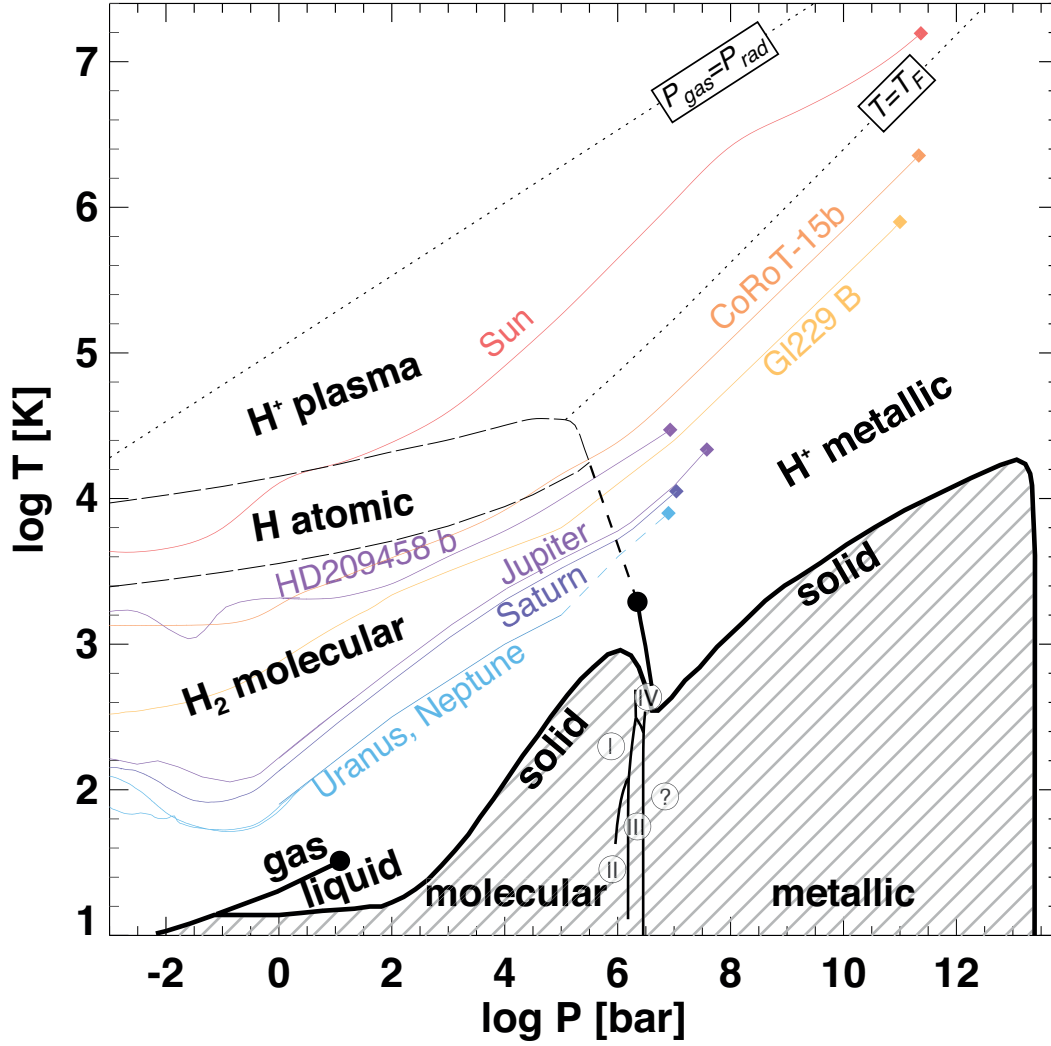 7
6
5
4
3
2
1
log T [K]
P_gas=P_rad
T=T_F
CoRoT-15b
Gl229 B
Sun
H⁺ plasma
H⁺ metallic
H atomic
HD209458 b
Jupiter
Saturn
solid
H₂ molecular
Uranus, Neptune
solid
IV
I
?
III
II
gas
liquid
molecular
metallic
-2 0 2 4 6 8 10 12
log P [bar]